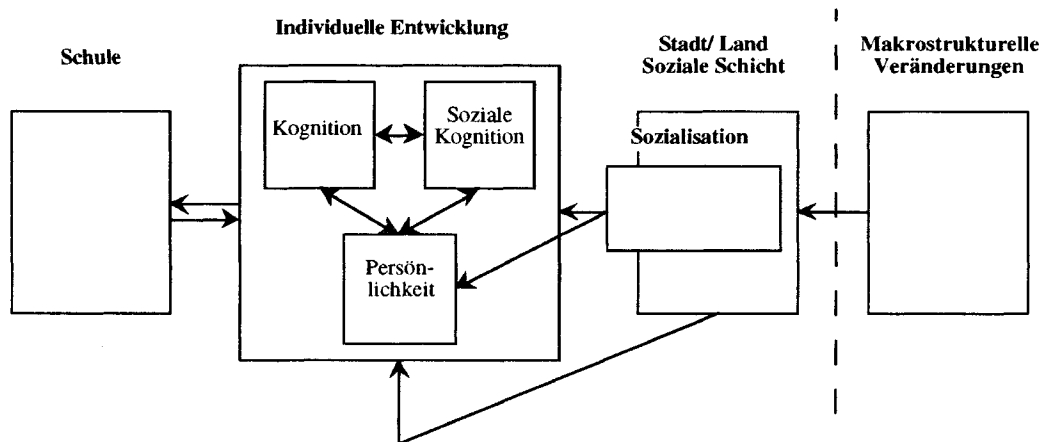 Schule
Individuelle Entwicklung
Kognition
Soziale
Kognition
Persön-
lichkeit
Stadt/ Land
Soziale Schicht
Sozialisation
Makrostrukturelle
Veränderungen